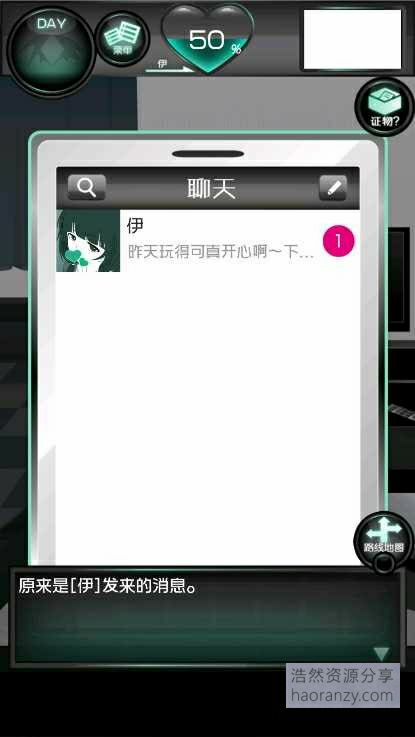 DAY
菜单
伊
50%
证物?
聊天
伊
昨天玩得可真开心啊～下...
1
路线地图
原来是[伊]发来的消息。
浩然资源分享
haoranzy.com